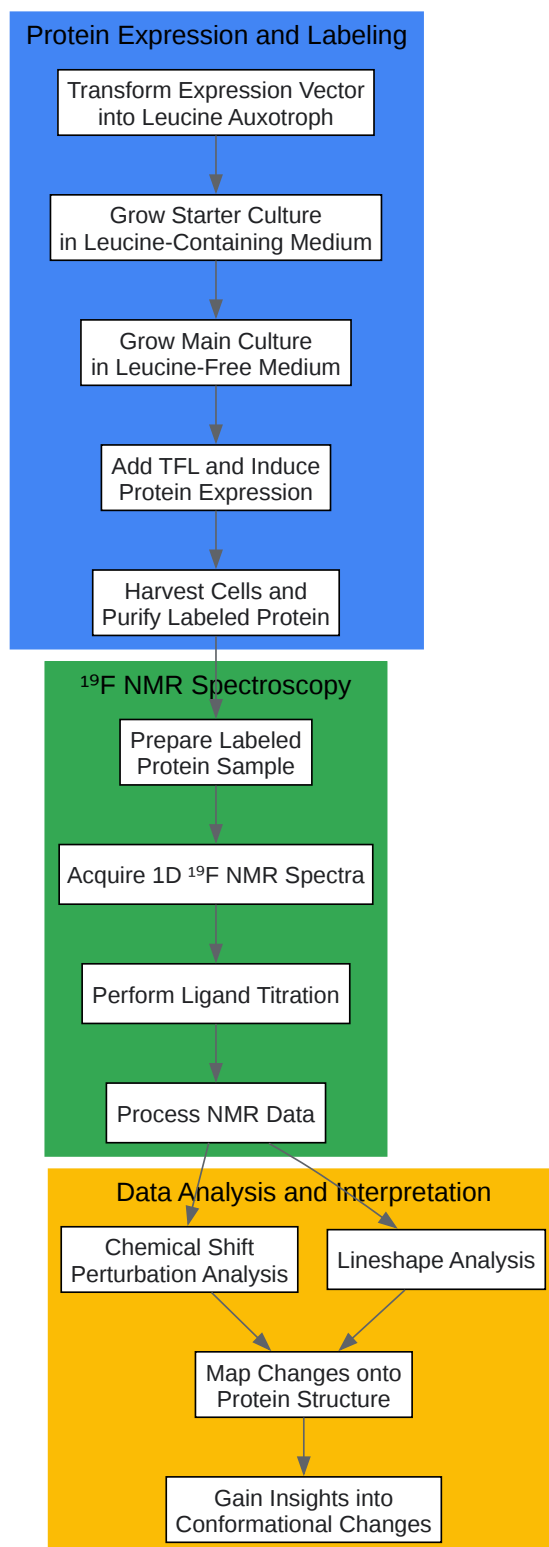 Protein Expression and Labeling
Transform Expression Vector
into Leucine Auxotroph
Grow Starter Culture
in Leucine-Containing Medium
Grow Main Culture
in Leucine-Free Medium
Add TFL and Induce
Protein Expression
Harvest Cells and
Purify Labeled Protein
¹⁹F NMR Spectroscopy
Prepare Labeled
Protein Sample
Acquire 1D ¹⁹F NMR Spectra
Perform Ligand Titration
Process NMR Data
Data Analysis and Interpretation
Chemical Shift
Perturbation Analysis
Lineshape Analysis
Map Changes onto
Protein Structure
Gain Insights into
Conformational Changes